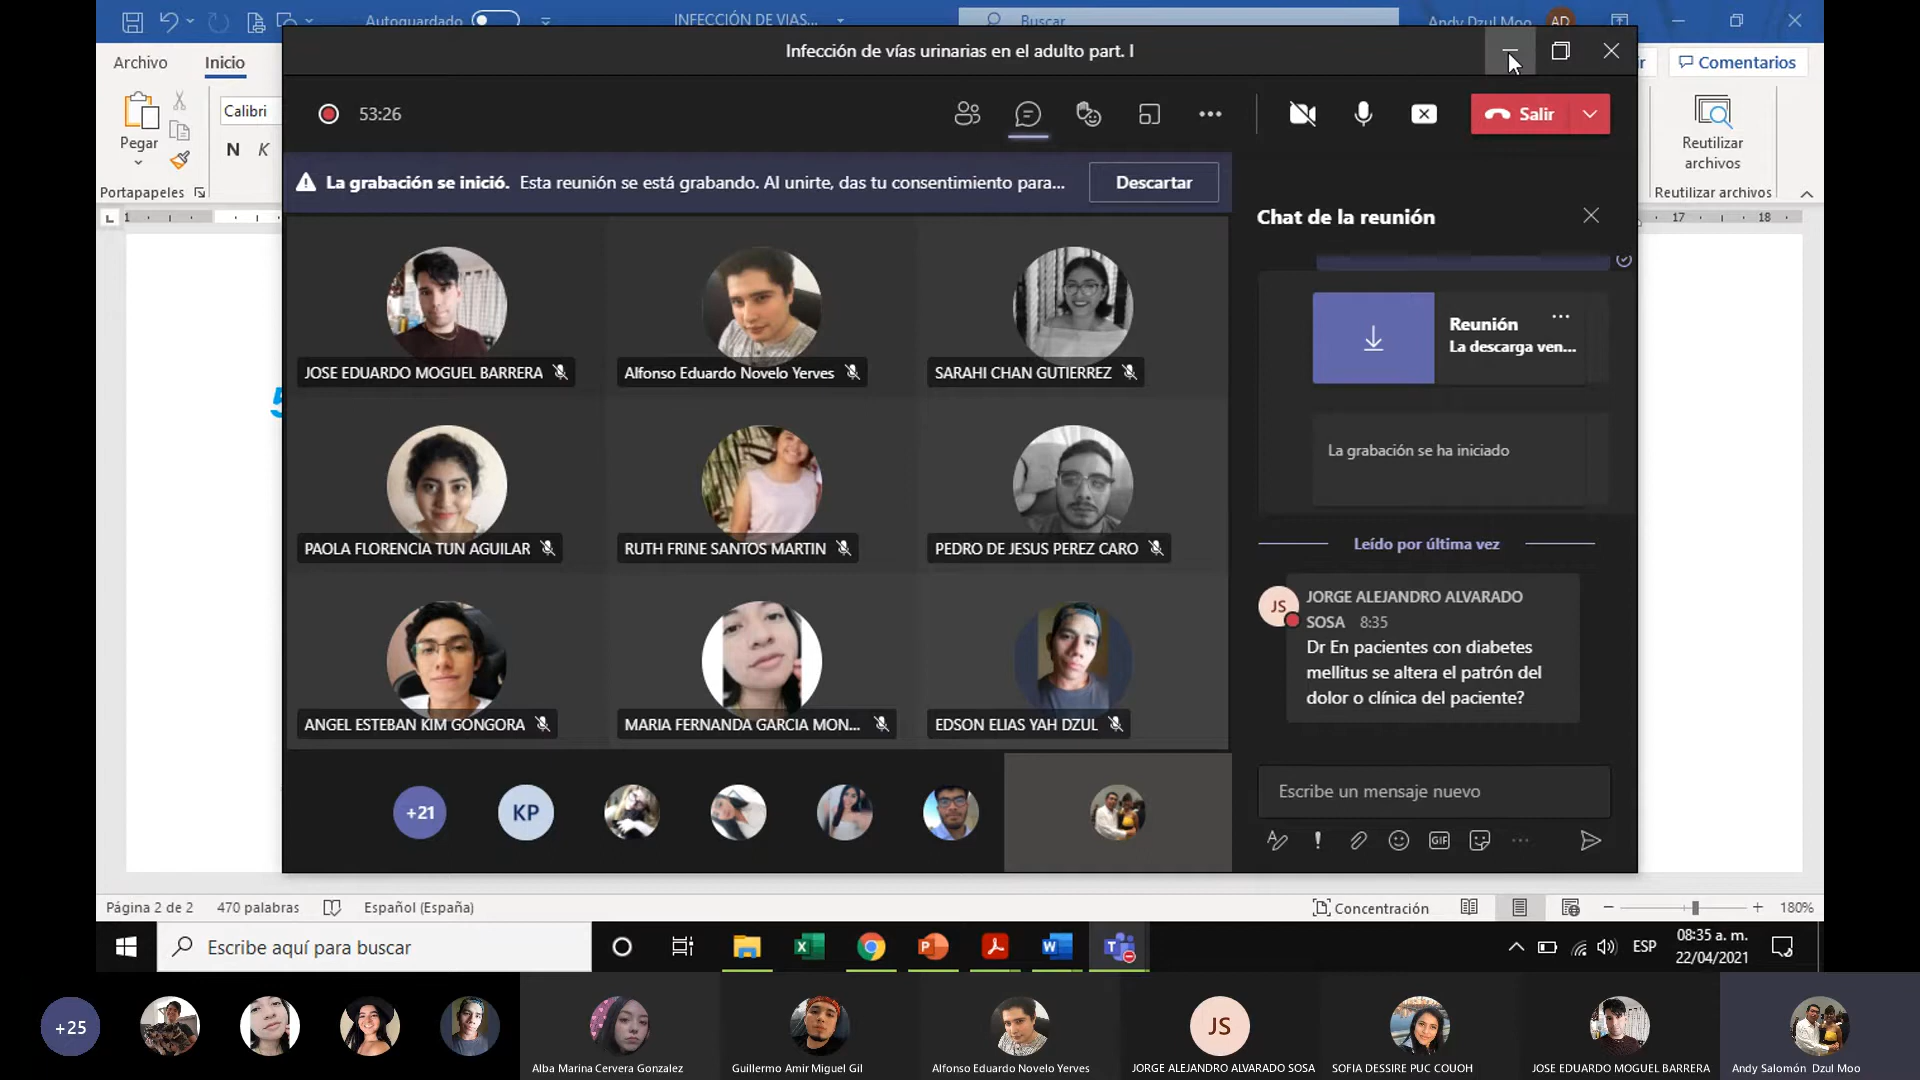 Autoguardado
INFECCIÓN DE VIAS...
Buscar
Andy Dzul Moo
AD
Archivo
Inicio
Comentarios
Infección de vías urinarias en el adulto part. I
53:26
Salir
Pegar
Calibri
N K
Portapapeles
Reutilizar
archivos
Reutilizar archivos
La grabación se inició. Esta reunión se está grabando. Al unirte, das tu consentimiento para...
Descartar
1
17
18
Chat de la reunión
Reunión
La descarga ven...
La grabación se ha iniciado
Leído por última vez
JS
JORGE ALEJANDRO ALVARADO
SOSA 8:35
Dr En pacientes con diabetes
mellitus se altera el patrón del
dolor o clínica del paciente?
Escribe un mensaje nuevo
GIF
JOSE EDUARDO MOGUEL BARRERA
Alfonso Eduardo Novelo Yerves
SARAHI CHAN GUTIERREZ
PAOLA FLORENCIA TUN AGUILAR
RUTH FRINE SANTOS MARTIN
PEDRO DE JESUS PEREZ CARO
ANGEL ESTEBAN KIM GONGORA
MARIA FERNANDA GARCIA MON...
EDSON ELIAS YAH DZUL
+21
KP
Página 2 de 2
470 palabras
Español (España)
Concentración
180%
Escribe aquí para buscar
ESP
08:35 a. m.
22/04/2021
+25
Alba Marina Cervera Gonzalez
Guillermo Amir Miguel Gil
Alfonso Eduardo Novelo Yerves
JS
JORGE ALEJANDRO ALVARADO SOSA
SOFIA DESSIRE PUC COUOH
JOSE EDUARDO MOGUEL BARRERA
Andy Salomón Dzul Moo